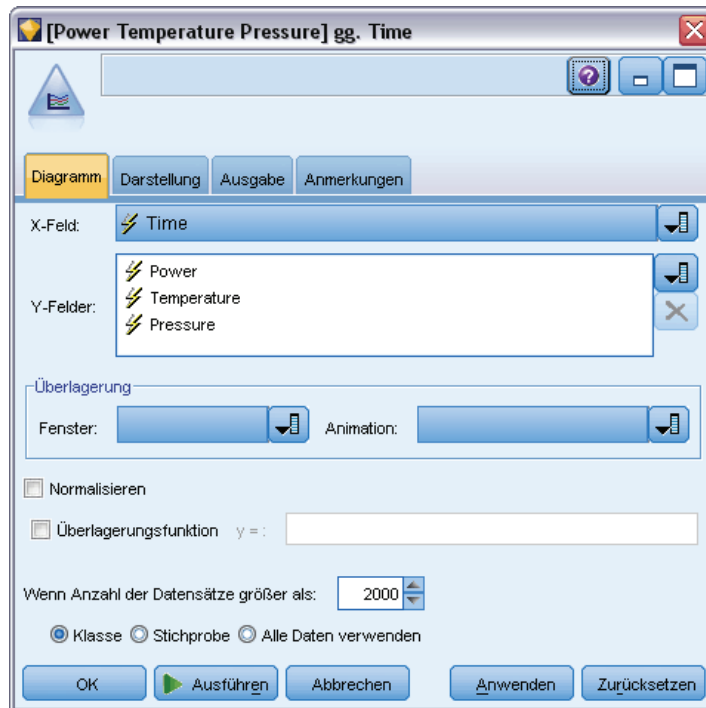 [Power Temperature Pressure] gg. Time
Diagramm Darstellung Ausgabe Anmerkungen
X-Feld: Time
Y-Felder: Power
Temperature
Pressure
Überlagerung
Fenster: Animation:
Normalisieren
Überlagerungsfunktion y = :
Wenn Anzahl der Datensätze größer als: 2000
Klasse Stichprobe Alle Daten verwenden
OK Ausführen Abbrechen Anwenden Zurücksetzen